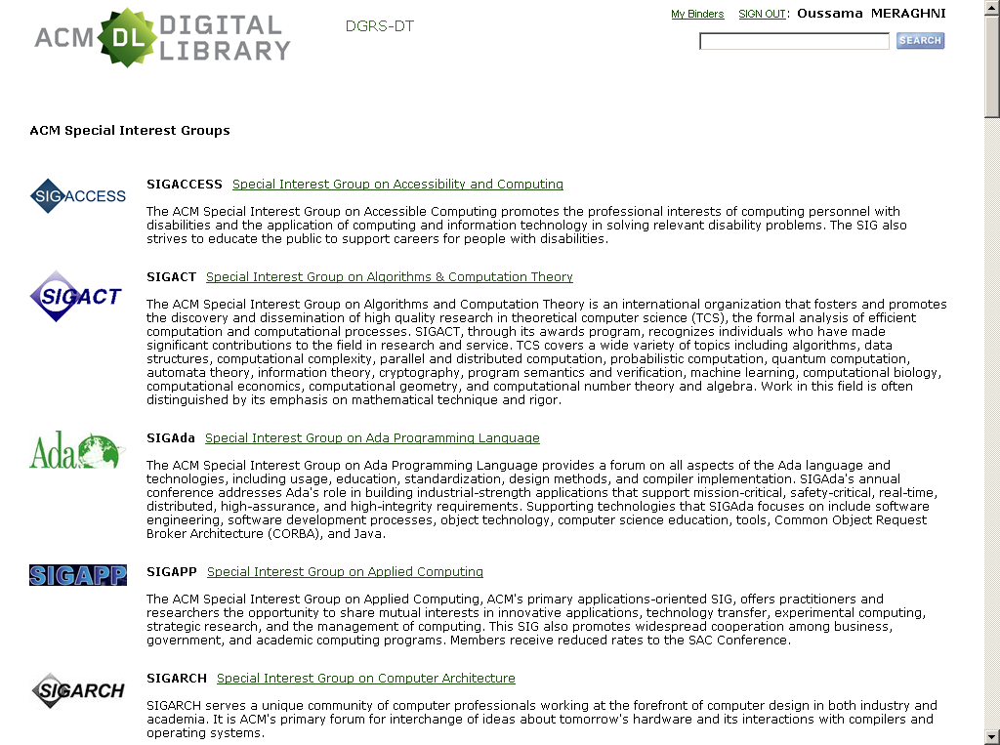 ACM DL DIGITAL LIBRARY
DGRS-DT
My Binders SIGN OUT: Oussama MERAGHNI
SEARCH
ACM Special Interest Groups
SIGACCESS
SIGACCESS Special Interest Group on Accessibility and Computing
The ACM Special Interest Group on Accessible Computing promotes the professional interests of computing personnel with
disabilities and the application of computing and information technology in solving relevant disability problems. The SIG also
strives to educate the public to support careers for people with disabilities.
SIGACT
SIGACT Special Interest Group on Algorithms & Computation Theory
The ACM Special Interest Group on Algorithms and Computation Theory is an international organization that fosters and promotes
the discovery and dissemination of high quality research in theoretical computer science (TCS), the formal analysis of efficient
computation and computational processes. SIGACT, through its awards program, recognizes individuals who have made
significant contributions to the field in research and service. TCS covers a wide variety of topics including algorithms, data
structures, computational complexity, parallel and distributed computation, probabilistic computation, quantum computation,
automata theory, information theory, cryptography, program semantics and verification, machine learning, computational biology,
computational economics, computational geometry, and computational number theory and algebra. Work in this field is often
distinguished by its emphasis on mathematical technique and rigor.
Ada
SIGAda Special Interest Group on Ada Programming Language
The ACM Special Interest Group on Ada Programming Language provides a forum on all aspects of the Ada language and
technologies, including usage, education, standardization, design methods, and compiler implementation. SIGAda's annual
conference addresses Ada's role in building industrial-strength applications that support mission-critical, safety-critical, real-time,
distributed, high-assurance, and high-integrity requirements. Supporting technologies that SIGAda focuses on include software
engineering, software development processes, object technology, computer science education, tools, Common Object Request
Broker Architecture (CORBA), and Java.
SIGAPP
SIGAPP Special Interest Group on Applied Computing
The ACM Special Interest Group on Applied Computing, ACM's primary applications-oriented SIG, offers practitioners and
researchers the opportunity to share mutual interests in innovative applications, technology transfer, experimental computing,
strategic research, and the management of computing. This SIG also promotes widespread cooperation among business,
government, and academic computing programs. Members receive reduced rates to the SAC Conference.
SIGARCH
SIGARCH Special Interest Group on Computer Architecture
SIGARCH serves a unique community of computer professionals working at the forefront of computer design in both industry and
academia. It is ACM's primary forum for interchange of ideas about tomorrow's hardware and its interactions with compilers and
operating systems.